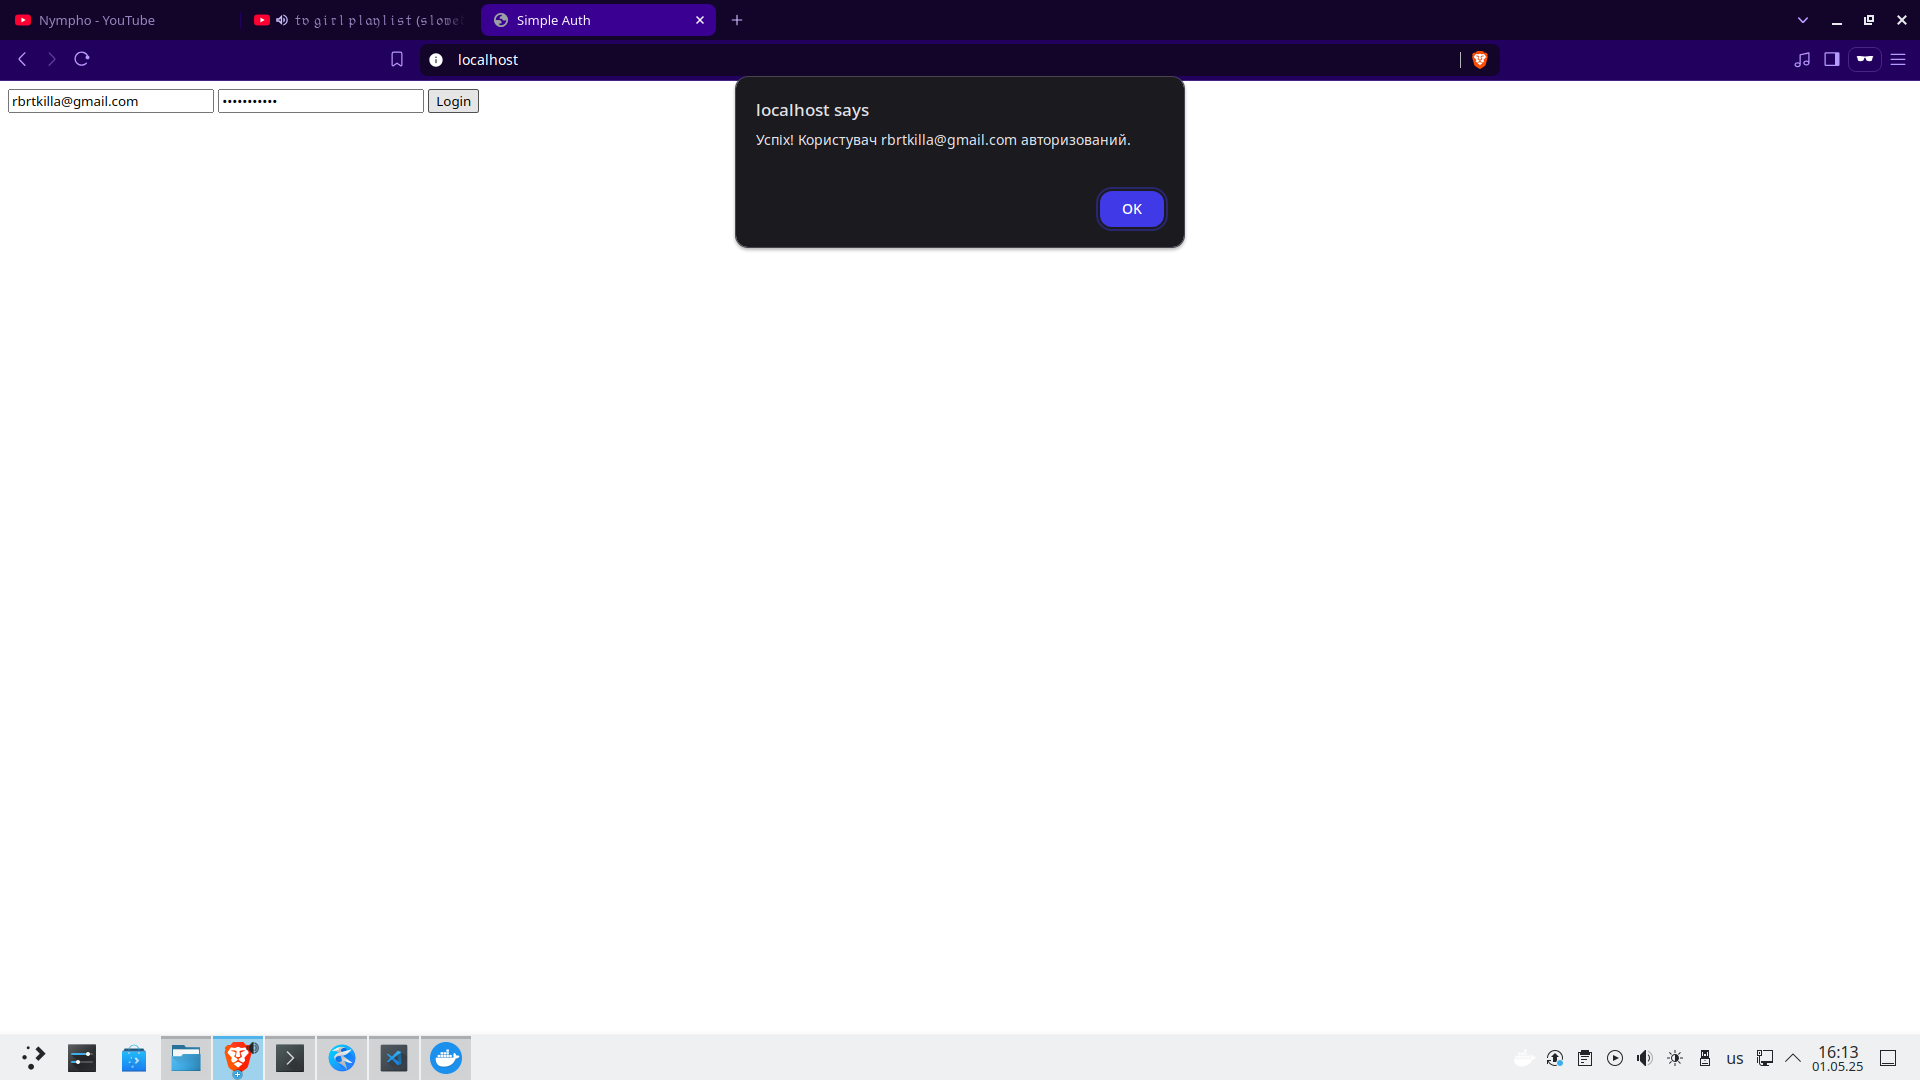 Nympho - YouTube
𝔱𝔳 𝔤𝔦𝔯𝔩 𝔭𝔩𝔞𝔶𝔩𝔦𝔰𝔱 (𝔰𝔩𝔬𝔴𝔢
Simple Auth
localhost
rbrtkilla@gmail.com
•••••••••••
Login
localhost says
Успіх! Користувач rbrtkilla@gmail.com авторизований.
OK
us
16:13
01.05.25